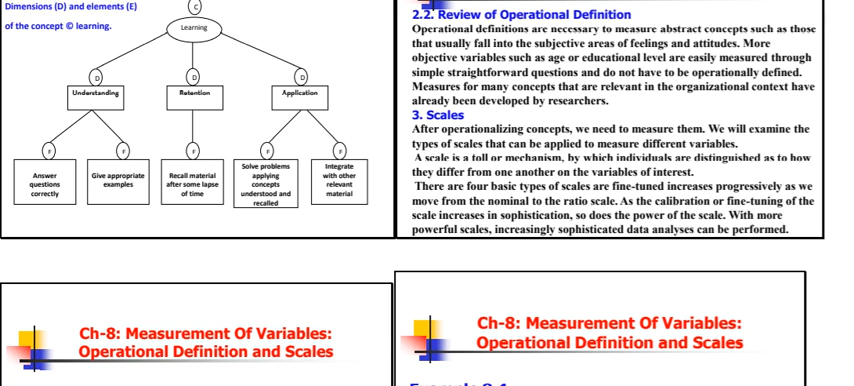 Dimensions (D) and elements (E)
of the concept © learning.
C
Learning
D
D
D
Understanding
Retention
Application
Answer
questions
correctly
Give appropriate
examples
Recall material
after some lapse
of time
Solve problems
applying
concepts
understood and
recalled
Integrate
with other
relevant
material
2.2. Review of Operational Definition
Operational definitions are necessary to measure abstract concepts such as those
that usually fall into the subjective areas of feelings and attitudes. More
objective variables such as age or educational level are easily measured through
simple straightforward questions and do not have to be operationally defined.
Measures for many concepts that are relevant in the organizational context have
already been developed by researchers.
3. Scales
After operationalizing concepts, we need to measure them. We will examine the
types of scales that can be applied to measure different variables.
A scale is a toll or mechanism, by which individuals are distinguished as to how
they differ from one another on the variables of interest.
There are four basic types of scales are fine-tuned increases progressively as we
move from the nominal to the ratio scale. As the calibration or fine-tuning of the
scale increases in sophistication, so does the power of the scale. With more
powerful scales, increasingly sophisticated data analyses can be performed.
Ch-8: Measurement Of Variables:
Operational Definition and Scales
Ch-8: Measurement Of Variables:
Operational Definition and Scales